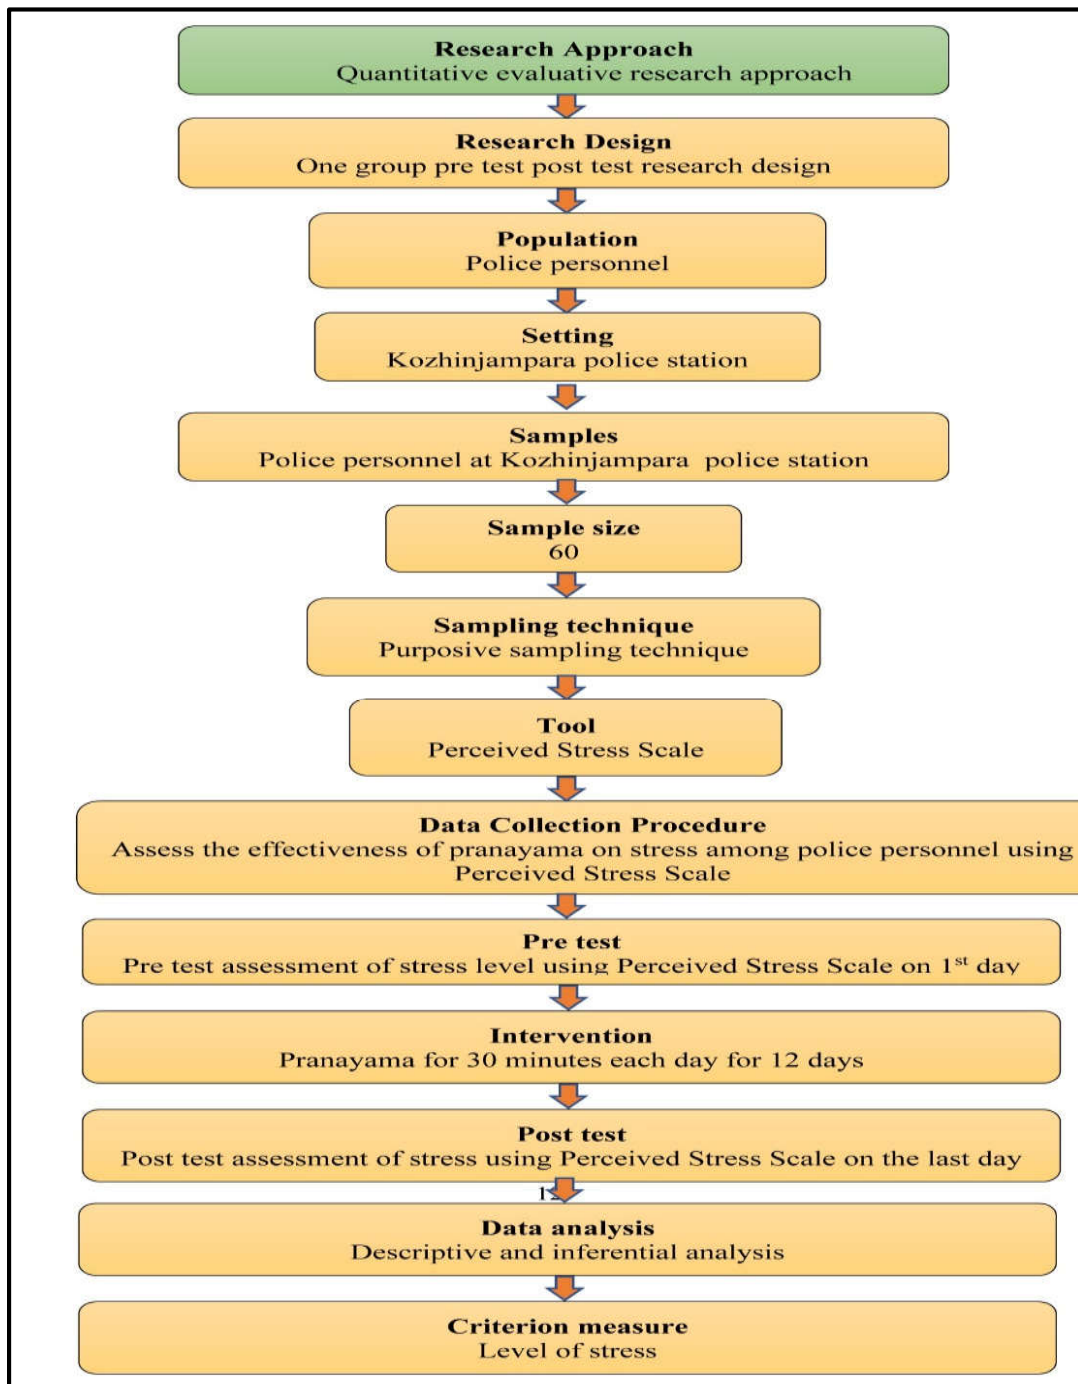 Research Approach
Quantitative evaluative research approach
Research Design
One group pre test post test research design
Population
Police personnel
Setting
Kozhinjampara police station
Samples
Police personnel at Kozhinjampara police station
Sample size
60
Sampling technique
Purposive sampling technique
Tool
Perceived Stress Scale
Data Collection Procedure
Assess the effectiveness of pranayama on stress among police personnel using
Perceived Stress Scale
Pre test
Pre test assessment of stress level using Perceived Stress Scale on 1st day
Intervention
Pranayama for 30 minutes each day for 12 days
Post test
Post test assessment of stress using Perceived Stress Scale on the last day
Data analysis
Descriptive and inferential analysis
Criterion measure
Level of stress